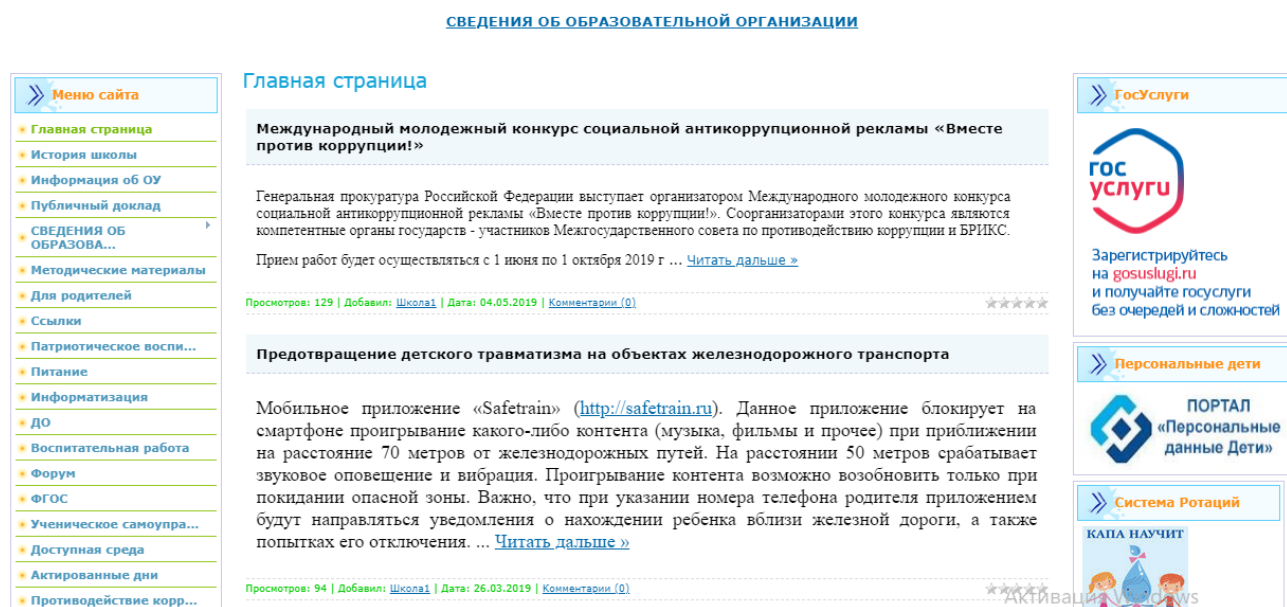 СВЕДЕНИЯ ОБ ОБРАЗОВАТЕЛЬНОЙ ОРГАНИЗАЦИИ
Меню сайта
Главная страница
История школы
Информация об ОУ
Публичный доклад
СВЕДЕНИЯ ОБ
ОБРАЗОВА...
Методические материалы
Для родителей
Ссылки
Патриотическое воспи...
Питание
Информатизация
ДО
Воспитательная работа
Форум
ФГОС
Ученическое самоупра...
Доступная среда
Актированные дни
Противодействие корр...
Главная страница
Международный молодежный конкурс социальной антикоррупционной рекламы «Вместе
против коррупции!»
Генеральная прокуратура Российской Федерации выступает организатором Международного молодежного конкурса
социальной антикоррупционной рекламы «Вместе против коррупции!». Соорганизаторами этого конкурса являются
компетентные органы государств - участников Межгосударственного совета по противодействию коррупции и БРИКС.
Прием работ будет осуществляться с 1 июня по 1 октября 2019 г ... Читать дальше »
Просмотров: 129 | Добавил: Школа1 | Дата: 04.05.2019 | Комментарии (0)
Предотвращение детского травматизма на объектах железнодорожного транспорта
Мобильное приложение «Safetrain» (http://safetrain.ru). Данное приложение блокирует на
смартфоне проигрывание какого-либо контента (музыка, фильмы и прочее) при приближении
на расстояние 70 метров от железнодорожных путей. На расстоянии 50 метров срабатывает
звуковое оповещение и вибрация. Проигрывание контента возможно возобновить только при
покидании опасной зоны. Важно, что при указании номера телефона родителя приложением
будут направляться уведомления о нахождении ребенка вблизи железной дороги, а также
попытках его отключения. ... Читать дальше »
Просмотров: 94 | Добавил: Школа1 | Дата: 26.03.2019 | Комментарии (0)
ГосУслуги
гос
услуги
Зарегистрируйтесь
на gosuslugi.ru
и получайте госуслуги
без очередей и сложностей
Персональные дети
ПОРТАЛ
«Персональные
данные Дети»
Система Ротаций
КАПА НАУЧИТ
Активация Windows